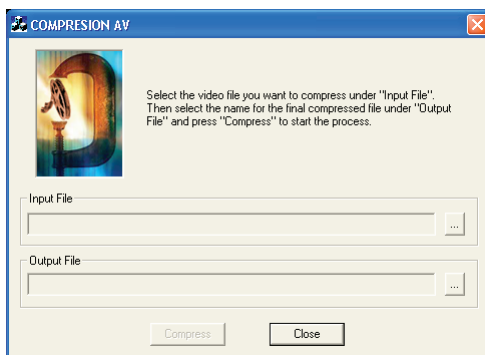 COMPRESION AV
Select the video file you want to compress under "Input File".
Then select the name for the final compressed file under "Output
File" and press "Compress" to start the process.
Input File
...
Output File
...
Compress
Close